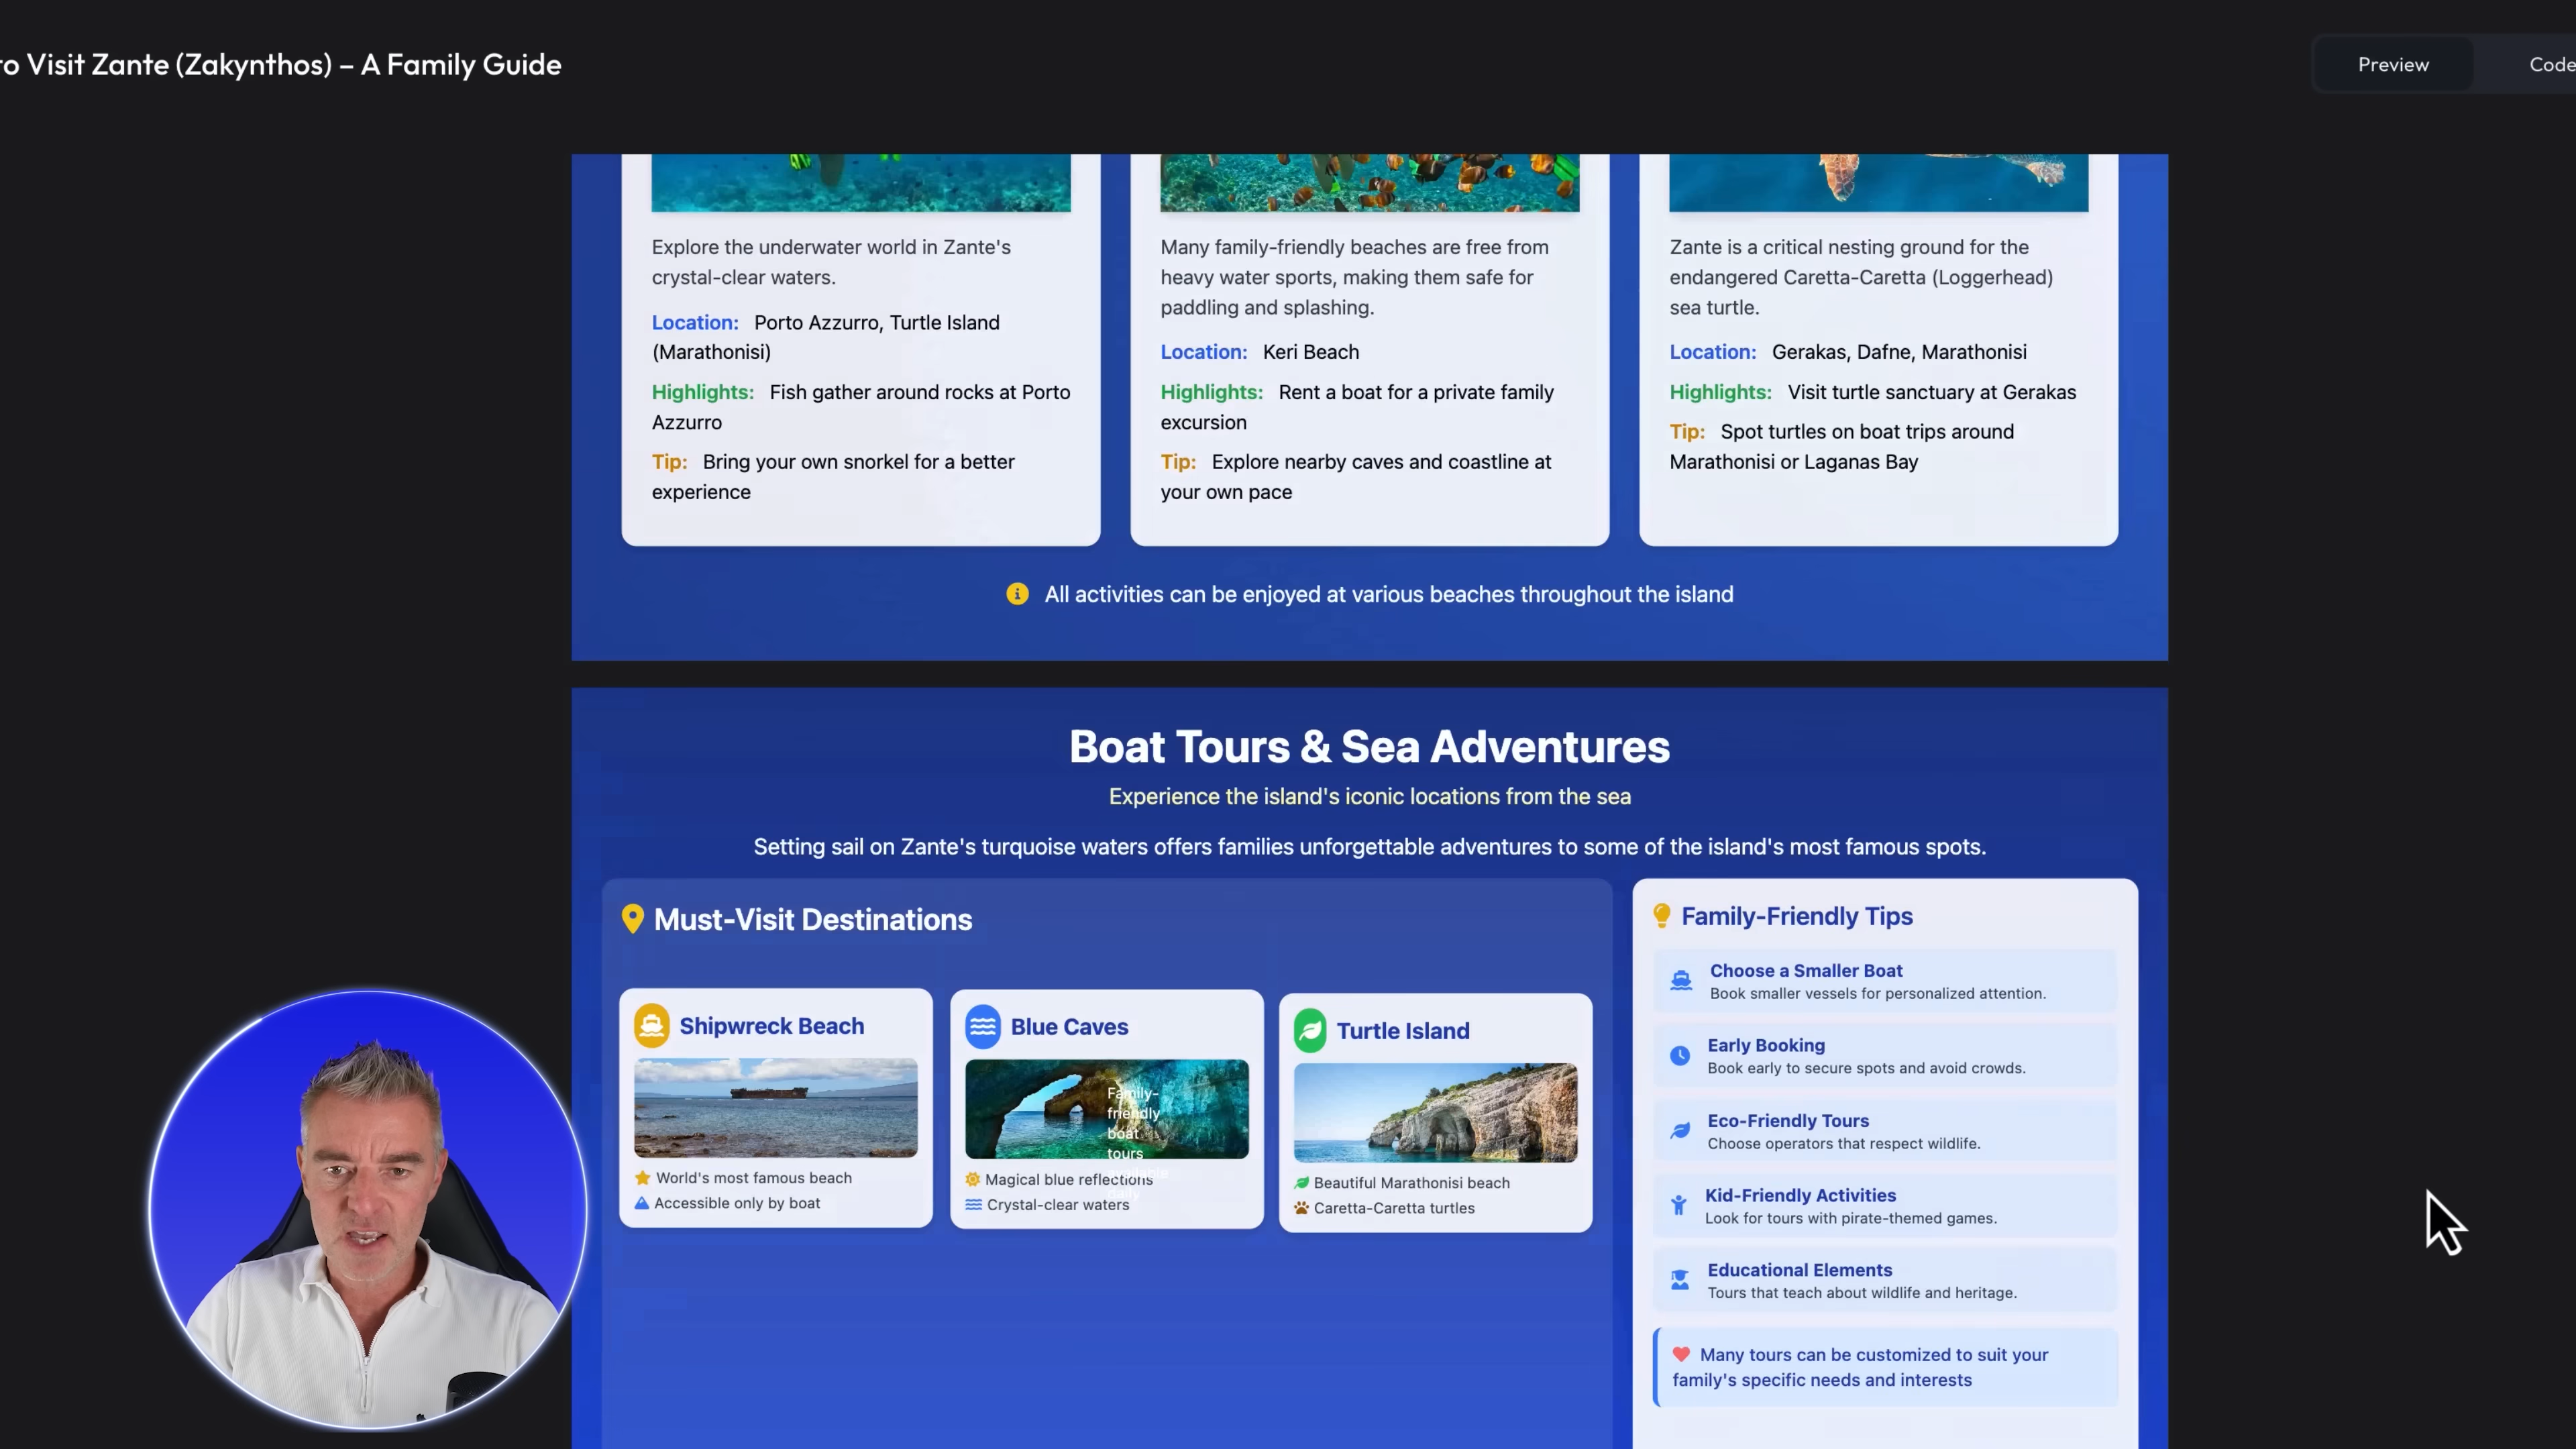 to Visit Zante (Zakynthos) – A Family Guide
Preview
Code
Explore the underwater world in Zante's
crystal-clear waters.
Location: Porto Azzurro, Turtle Island
(Marathonisi)
Highlights: Fish gather around rocks at Porto
Azzurro
Tip: Bring your own snorkel for a better
experience
Many family-friendly beaches are free from
heavy water sports, making them safe for
paddling and splashing.
Location: Keri Beach
Highlights: Rent a boat for a private family
excursion
Tip: Explore nearby caves and coastline at
your own pace
Zante is a critical nesting ground for the
endangered Caretta-Caretta (Loggerhead)
sea turtle.
Location: Gerakas, Dafne, Marathonisi
Highlights: Visit turtle sanctuary at Gerakas
Tip: Spot turtles on boat trips around
Marathonisi or Laganas Bay
All activities can be enjoyed at various beaches throughout the island
Boat Tours & Sea Adventures
Experience the island's iconic locations from the sea
Setting sail on Zante's turquoise waters offers families unforgettable adventures to some of the island's most famous spots.
Must-Visit Destinations
Shipwreck Beach
World's most famous beach
Accessible only by boat
Blue Caves
Family-
friendly
boat
tours
available
daily
Magical blue reflections
Crystal-clear waters
Turtle Island
Beautiful Marathonisi beach
Caretta-Caretta turtles
Family-Friendly Tips
Choose a Smaller Boat
Book smaller vessels for personalized attention.
Early Booking
Book early to secure spots and avoid crowds.
Eco-Friendly Tours
Choose operators that respect wildlife.
Kid-Friendly Activities
Look for tours with pirate-themed games.
Educational Elements
Tours that teach about wildlife and heritage.
Many tours can be customized to suit your
family's specific needs and interests